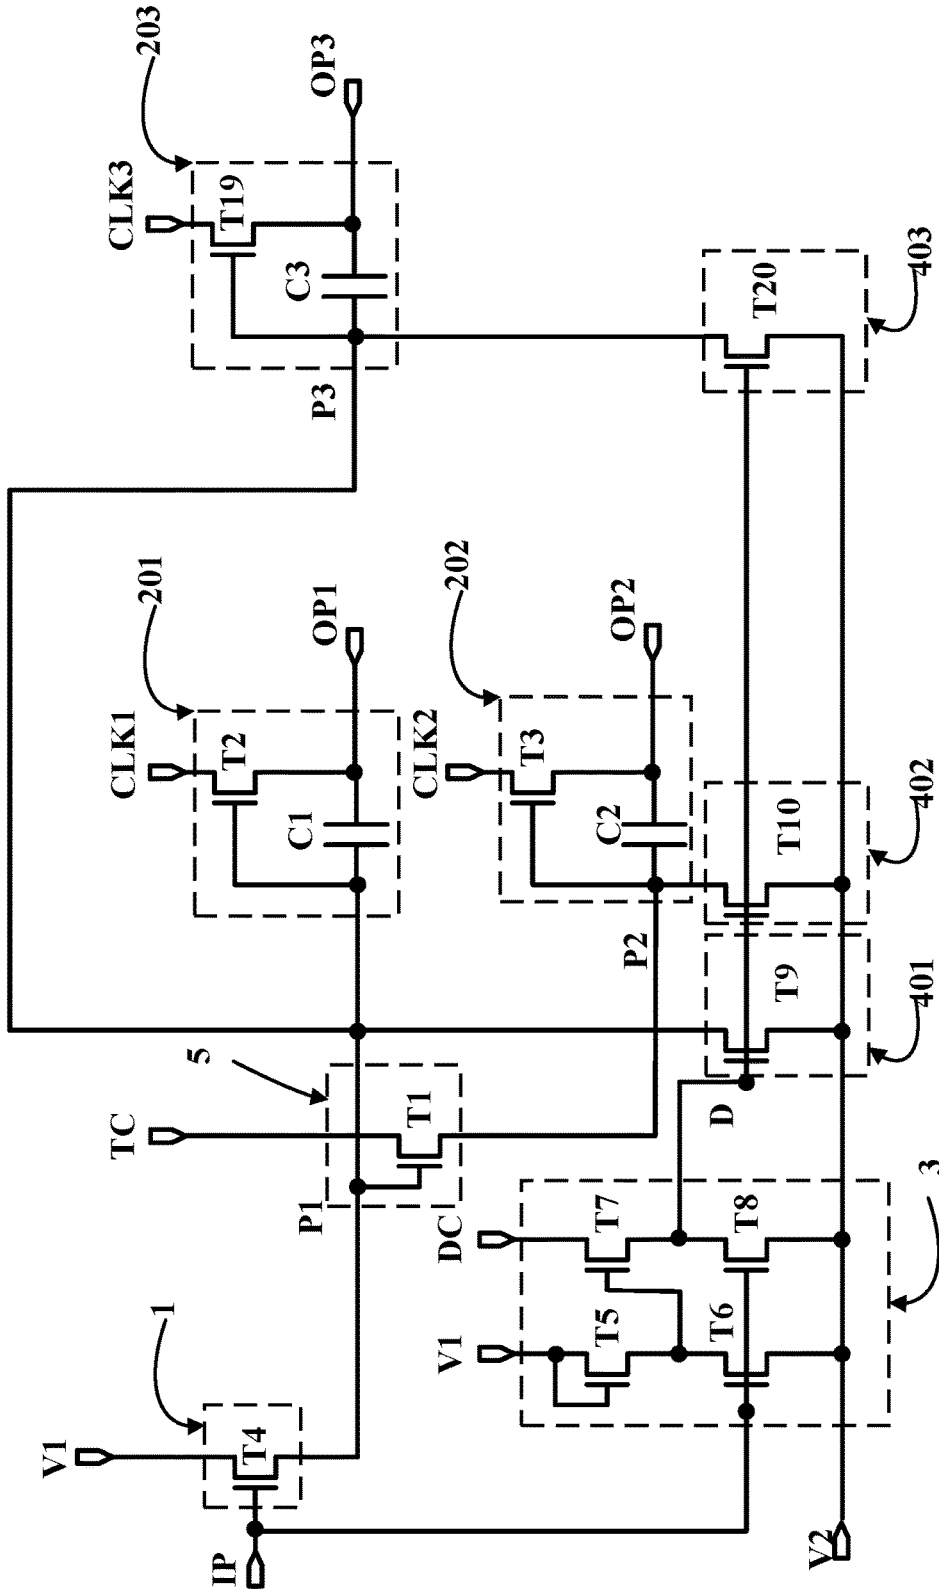 V1
1
IP
T4
P1
TC
5
T1
CLK1
201
T2
C1
OP1
CLK2
202
T3
C2
OP2
P2
CLK3
203
T19
C3
OP3
P3
V1
DC
T5
T7
T6
T8
3
D
T9
401
T10
402
T20
403
V2